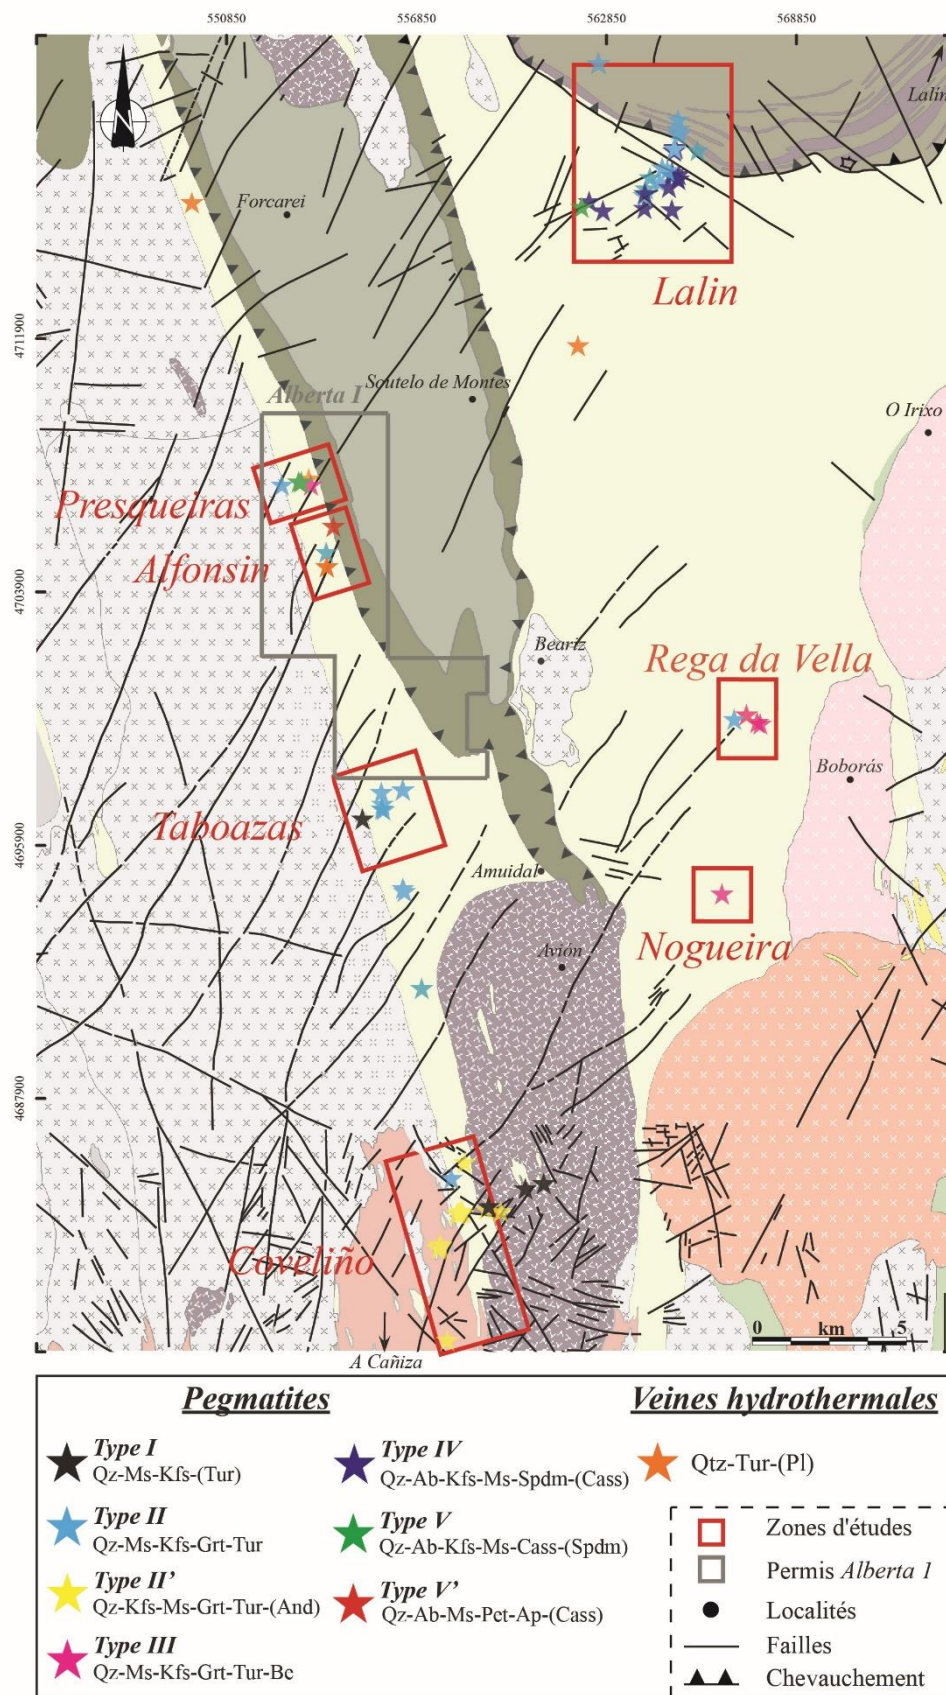 550850 556850 562850 568850
N
Lalín
Forcarei
Lalin
4711900
Soutelo de Montes
Alberta I
O Irixo
Presqueiras
Alfonsin
4703900
Beariz
Rega da Vella
Boborás
Taboazas
4695900
Amuidal
Nogueira
Avión
4687900
Coveliño
0 km 5
A Cañiza
Pegmatites
Veines hydrothermales
Type I
Qz-Ms-Kfs-(Tur)
Type IV
Qz-Ab-Kfs-Ms-Spdm-(Cass)
Qtz-Tur-(Pl)
Type II
Qz-Ms-Kfs-Grt-Tur
Type V
Qz-Ab-Kfs-Ms-Cass-(Spdm)
Zones d'études
Permis Alberta 1
Type II'
Qz-Kfs-Ms-Grt-Tur-(And)
Type V'
Qz-Ab-Ms-Pet-Ap-(Cass)
Localités
Type III
Qz-Ms-Kfs-Grt-Tur-Be
Failles
Chevauchement